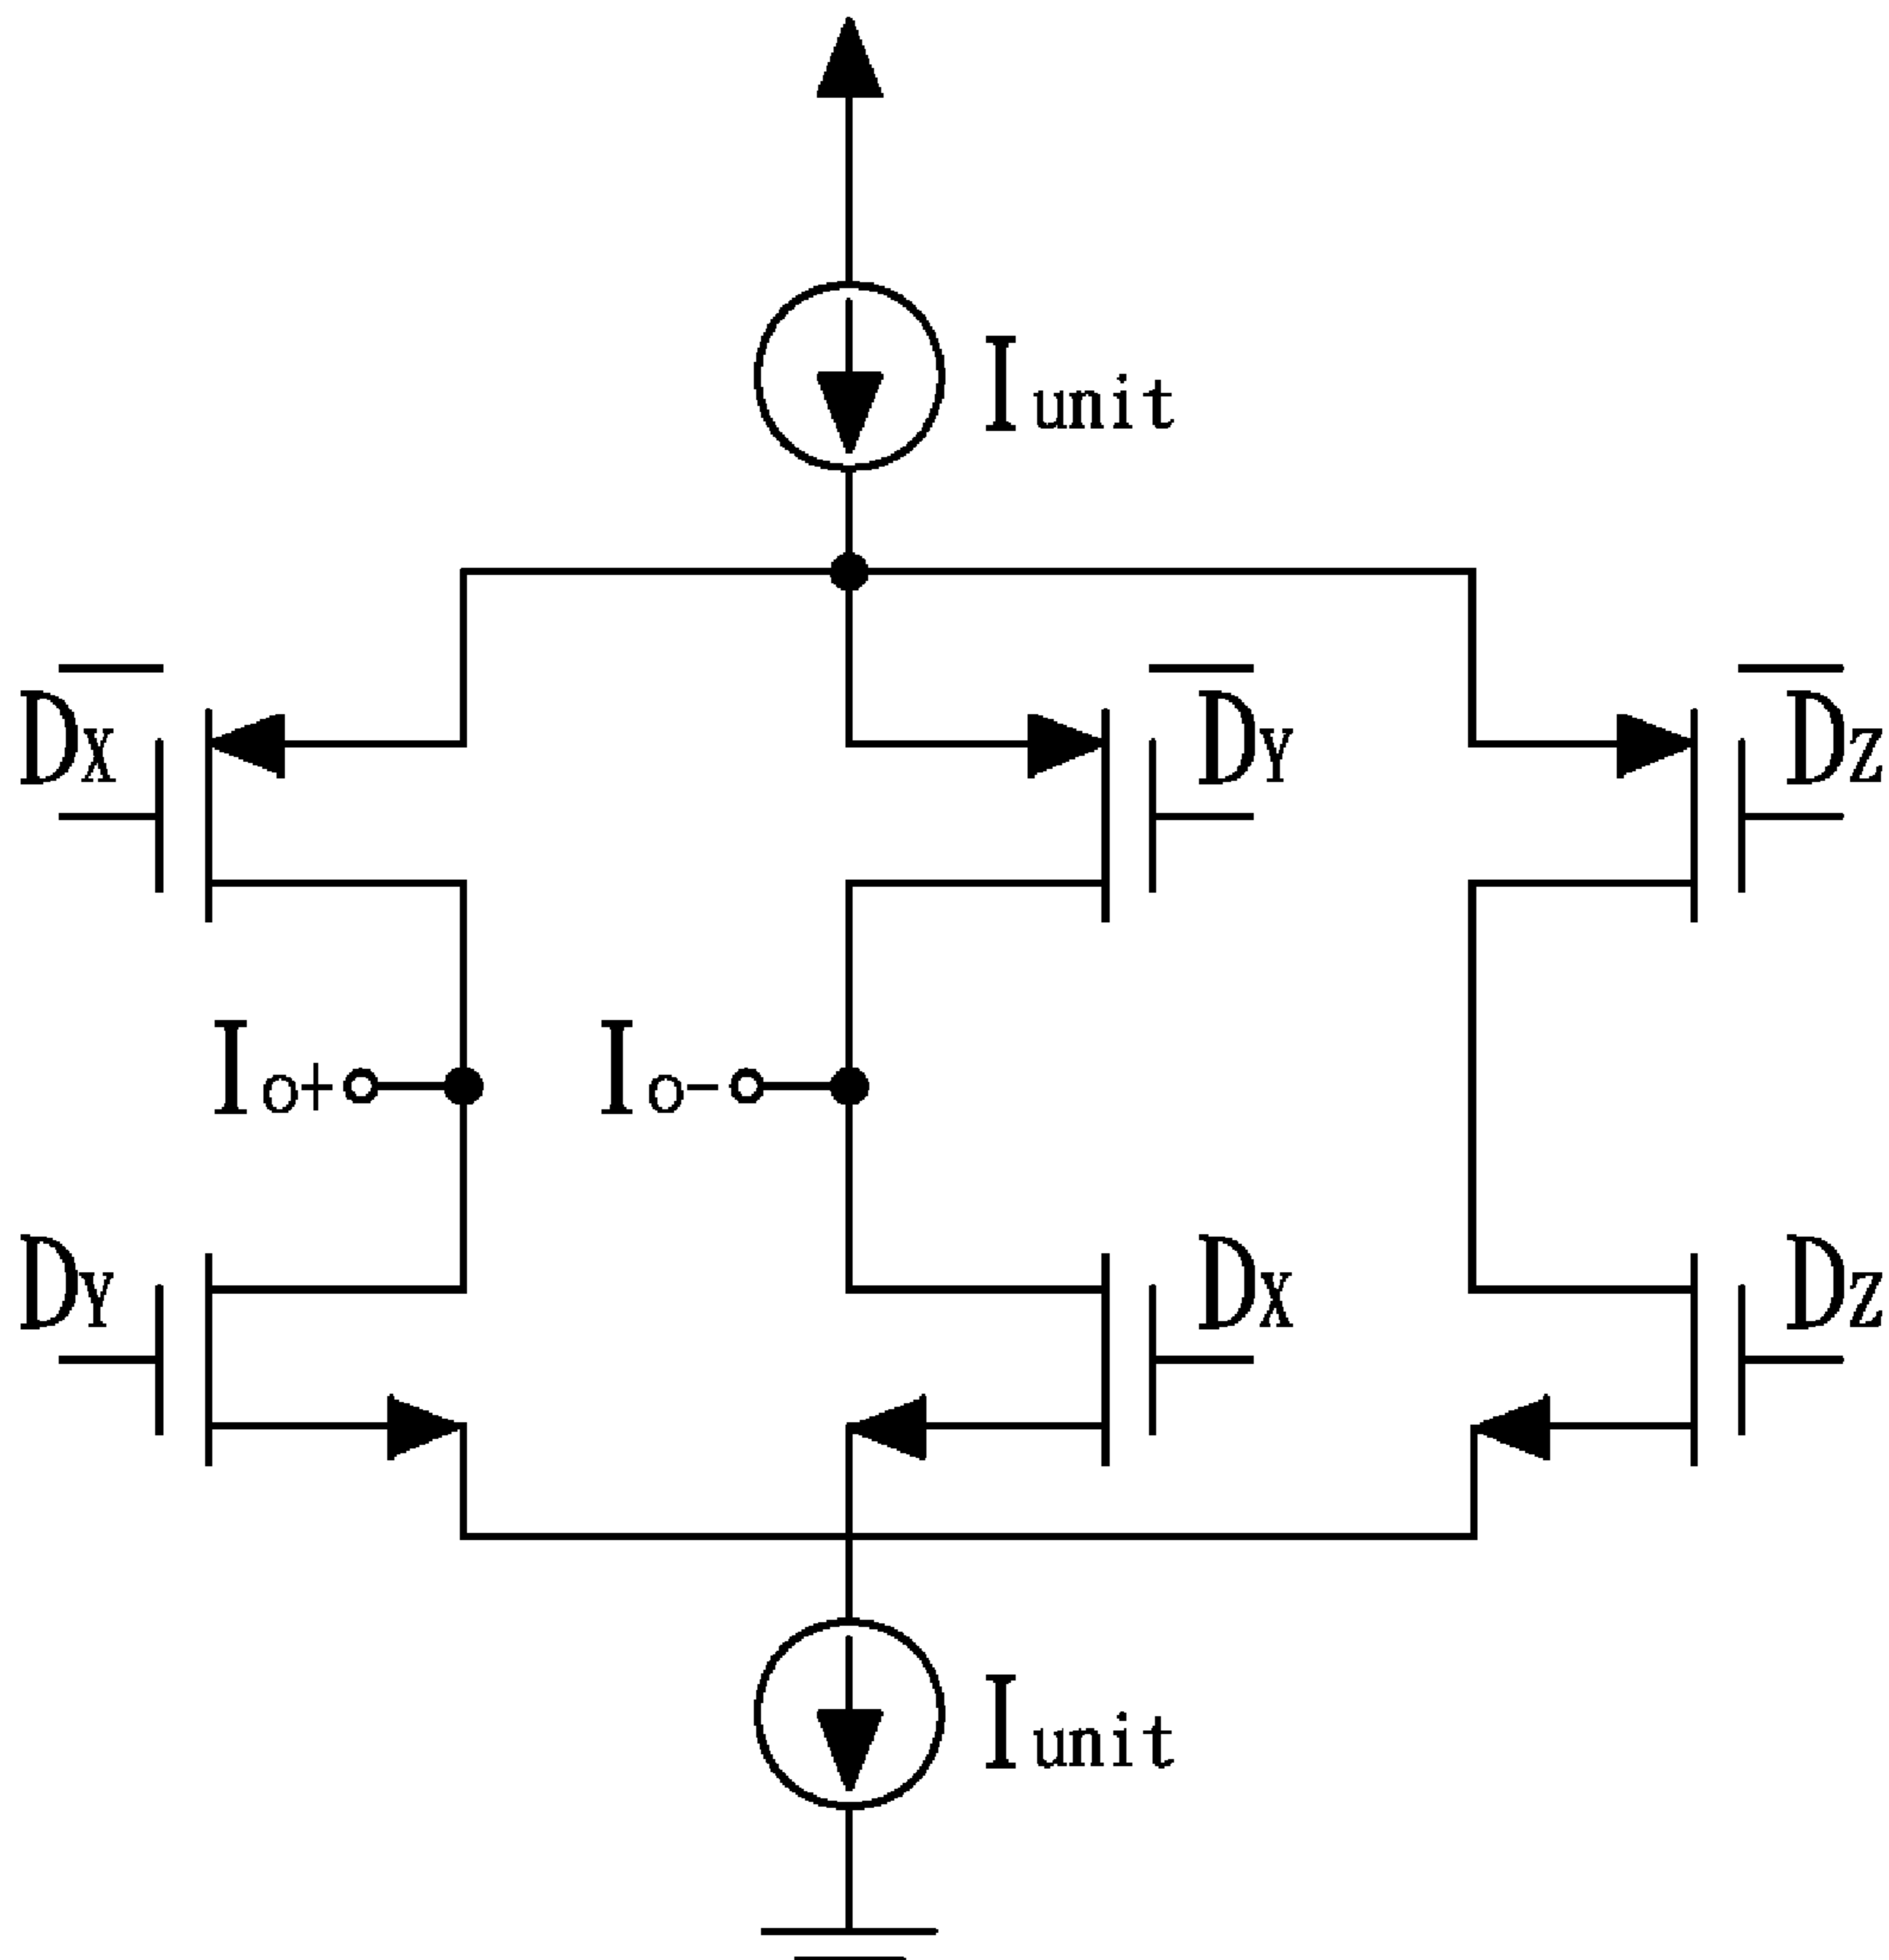 Iunit
D̅X D̅Y D̅Z
IO+ IO-
DY DX DZ
Iunit